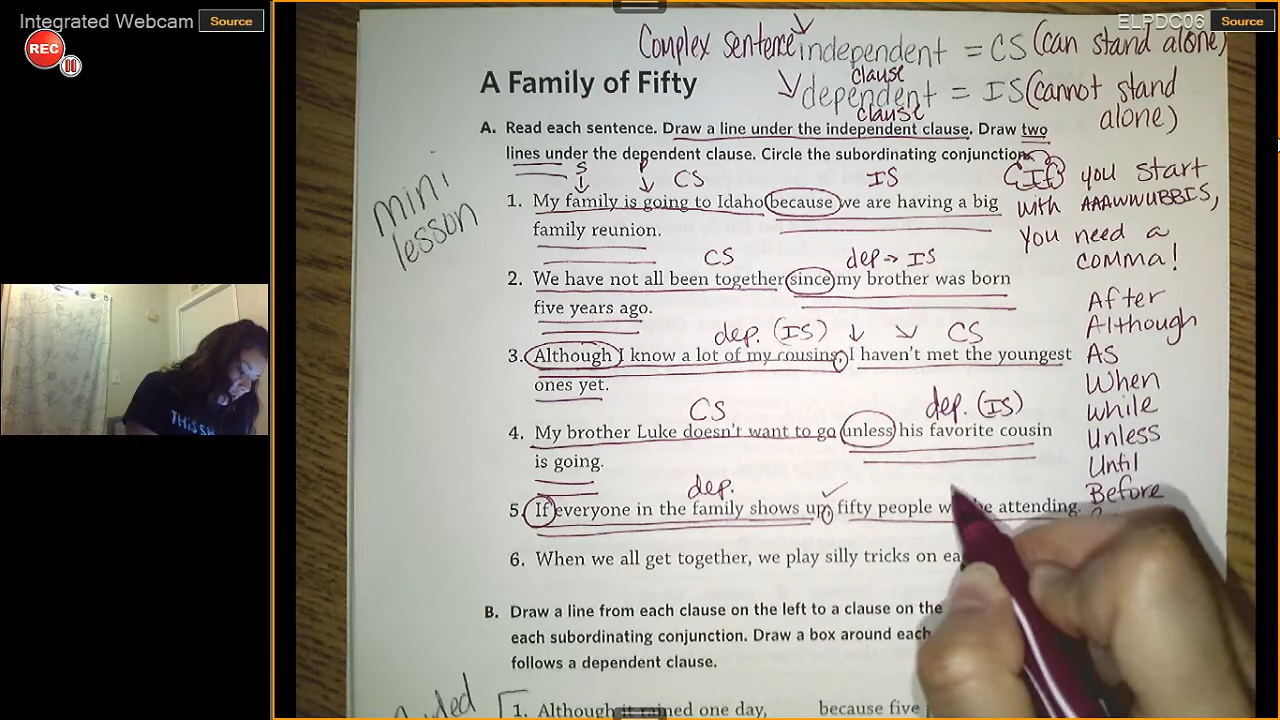 Integrated Webcam Source
ELPDC06 Source
REC
Complex sentence independent = CS (can stand alone)
clause
dependent = IS (cannot stand
clause alone)
A Family of Fifty
A. Read each sentence. Draw a line under the independent clause. Draw two
lines under the dependent clause. Circle the subordinating conjunction.
mini
lesson
S P CS IS
1. My family is going to Idaho because we are having a big
family reunion.
CS dep → IS
2. We have not all been together since my brother was born
five years ago.
dep. (IS) CS
3. Although I know a lot of my cousins, I haven't met the youngest
ones yet.
CS dep. (IS)
4. My brother Luke doesn't want to go unless his favorite cousin
is going.
dep.
5. If everyone in the family shows up, fifty people be attending.
6. When we all get together, we play silly tricks on
B. Draw a line from each clause on the left to a clause on the
each subordinating conjunction. Draw a box around each
follows a dependent clause.
1. Although it rained one day, because five
you start
with AAAWWUBBIS,
you need a
comma!
After
Although
As
When
while
Unless
Until
Before
THIS